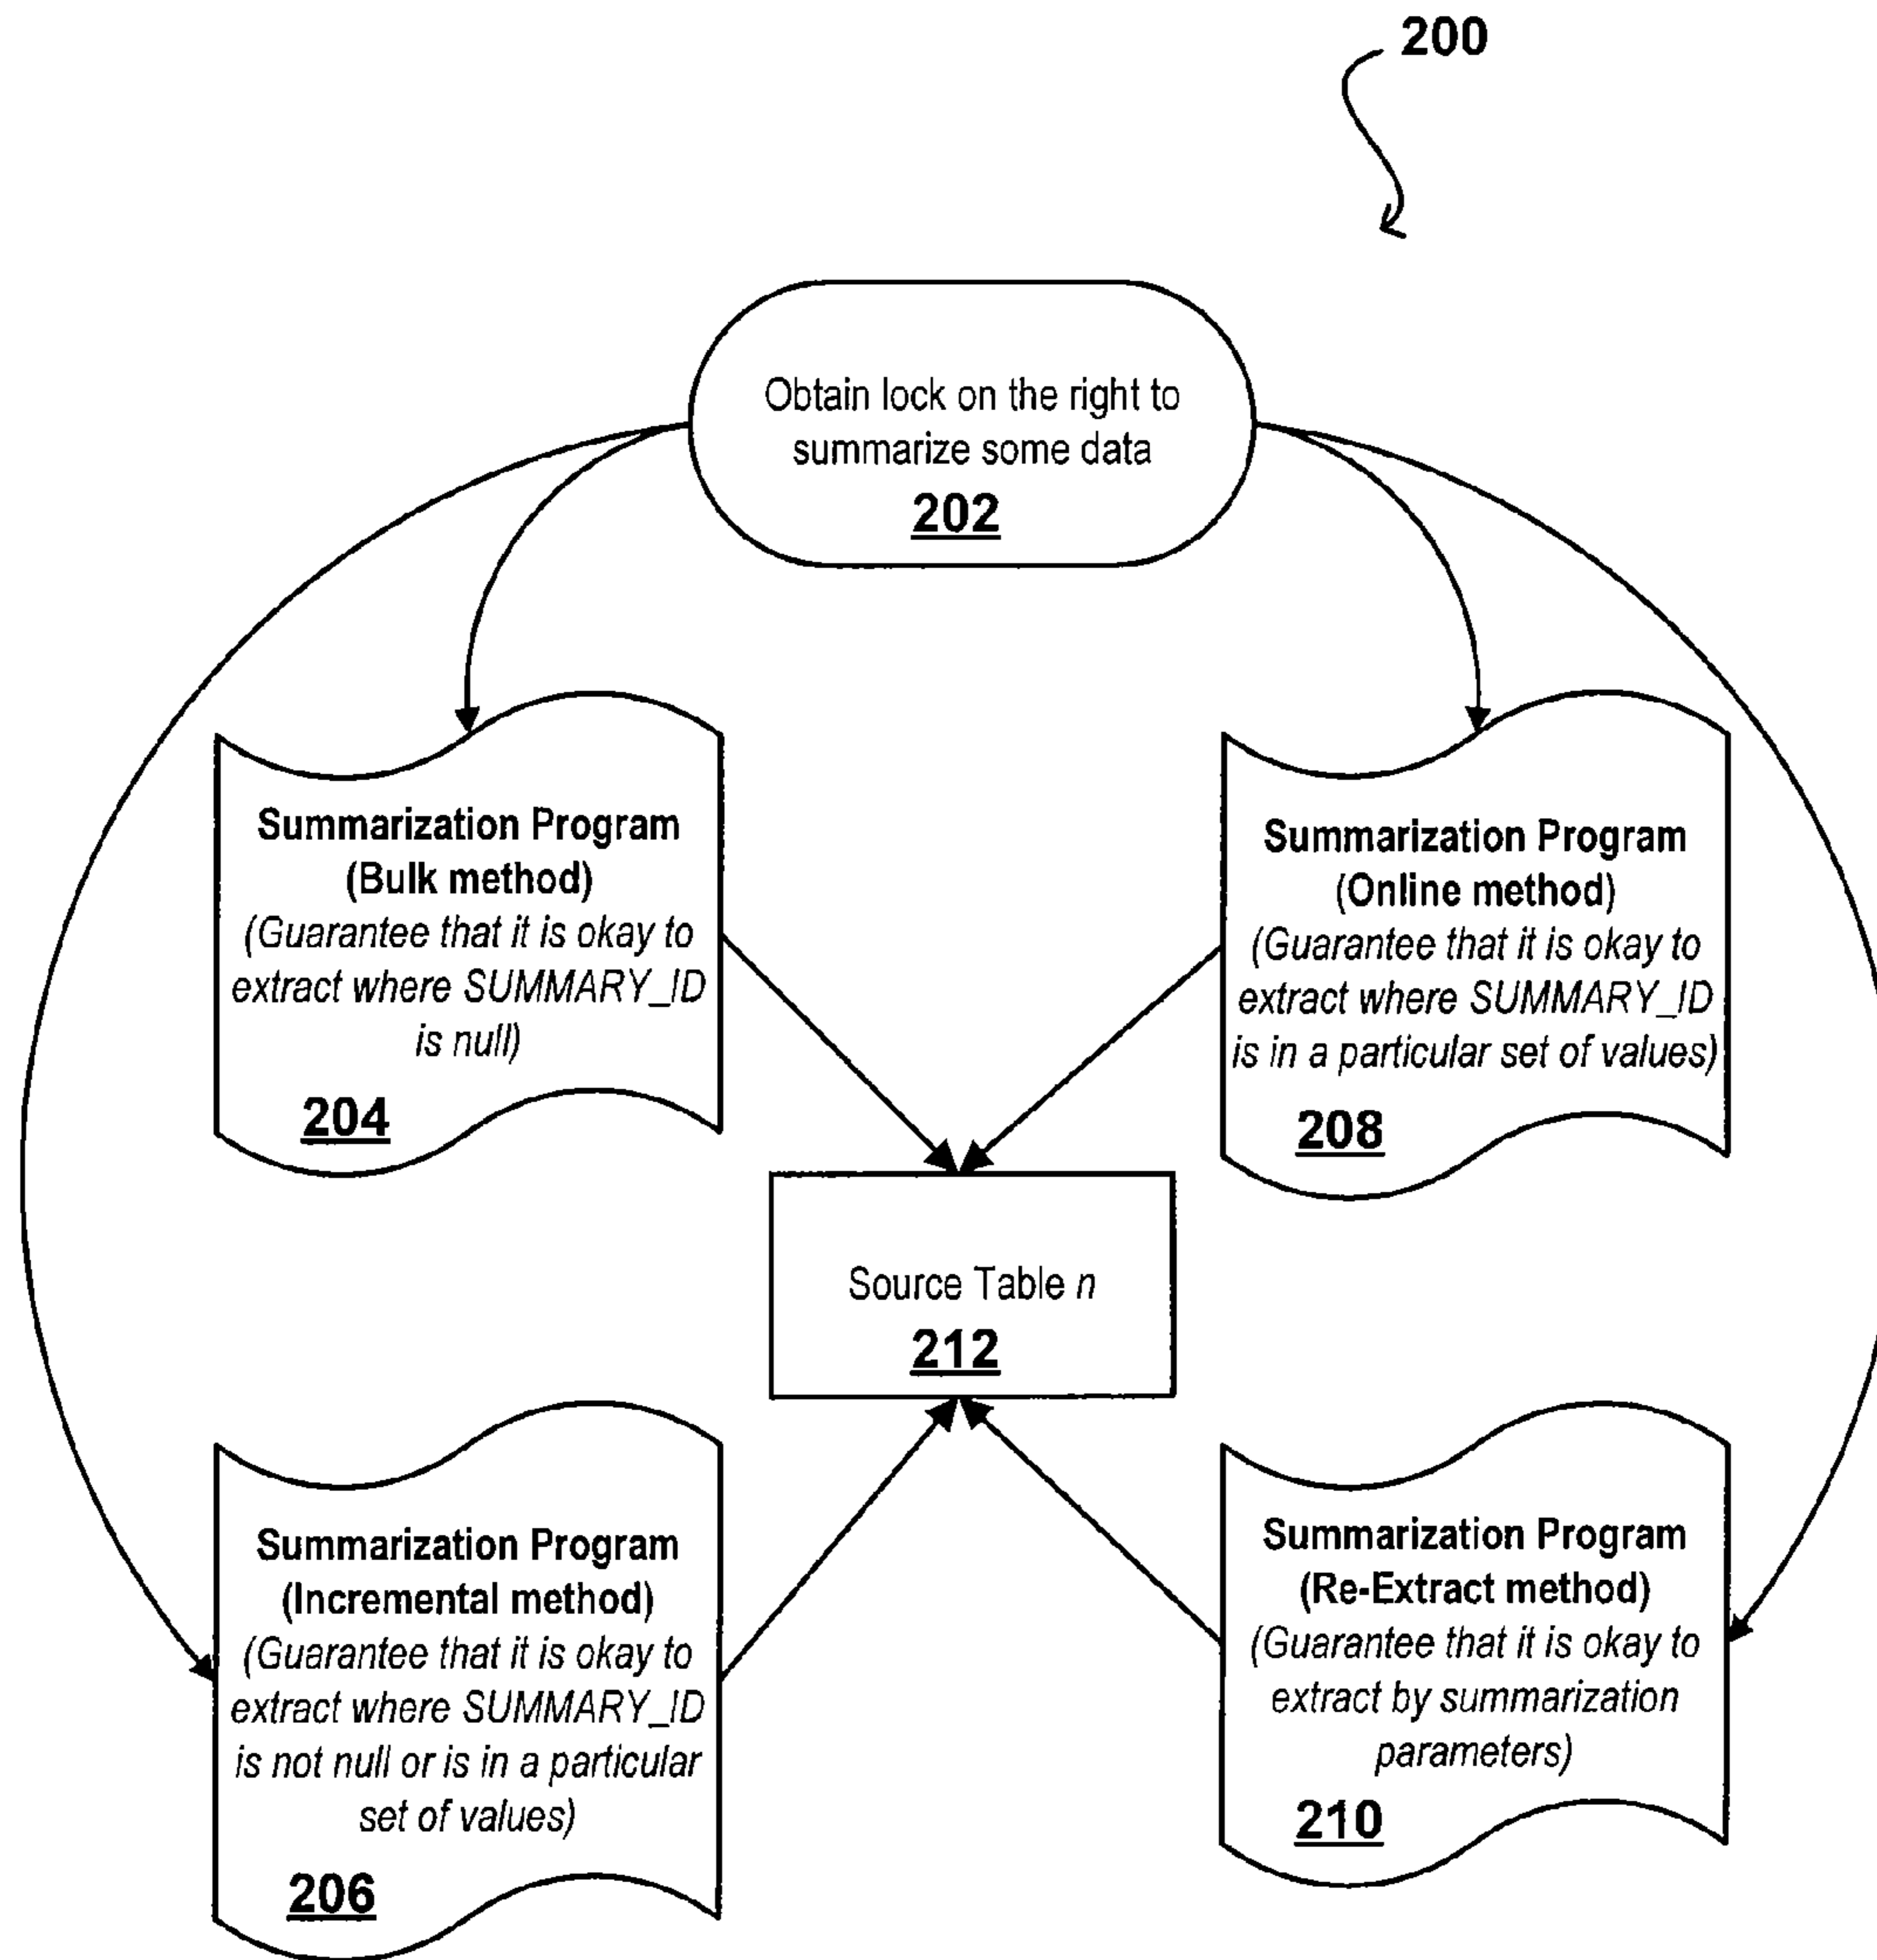 200
Obtain lock on the right to
summarize some data
202
Summarization Program
(Bulk method)
(Guarantee that it is okay to
extract where SUMMARY_ID
is null)
204
Summarization Program
(Online method)
(Guarantee that it is okay to
extract where SUMMARY_ID
is in a particular set of values)
208
Source Table n
212
Summarization Program
(Incremental method)
(Guarantee that it is okay to
extract where SUMMARY_ID
is not null or is in a particular
set of values)
206
Summarization Program
(Re-Extract method)
(Guarantee that it is okay to
extract by summarization
parameters)
210